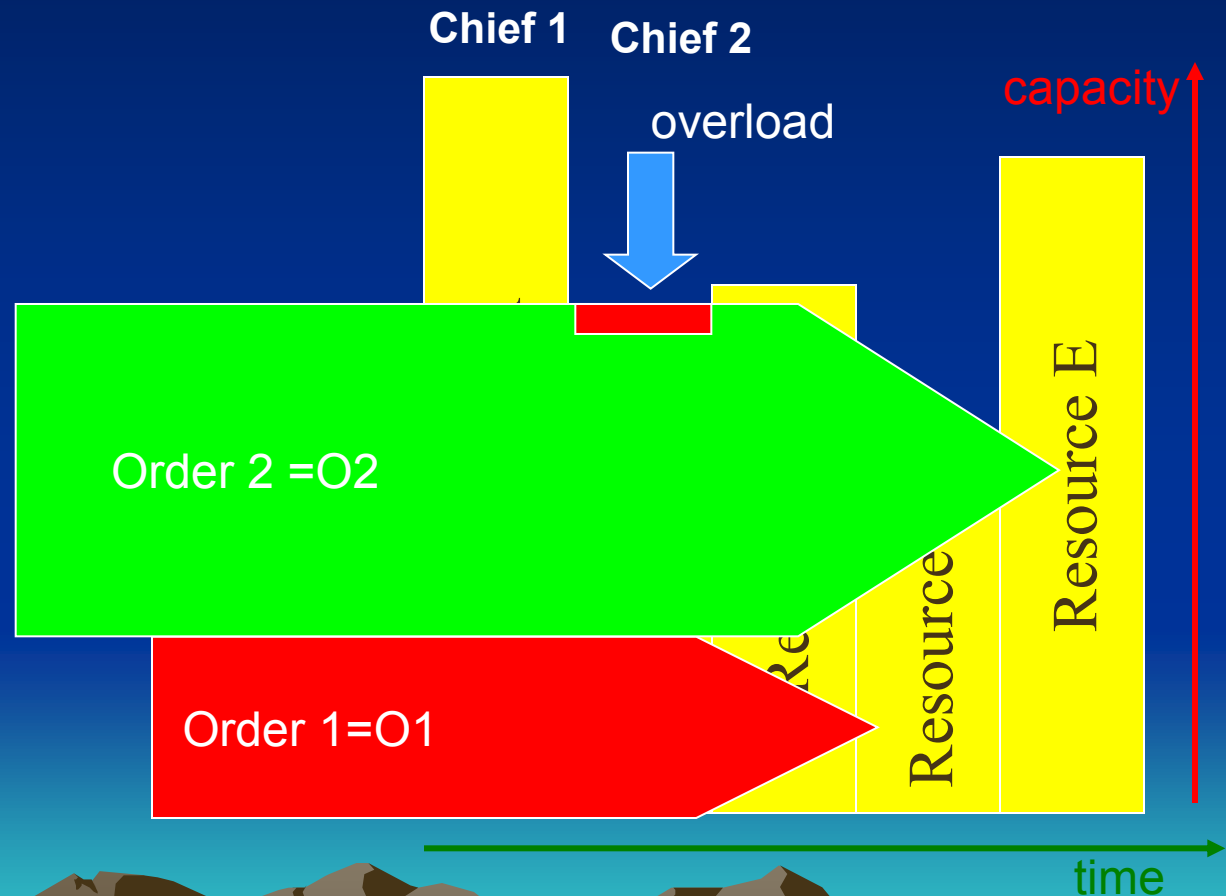 Chief 1
Chief 2
capacity
overload
Resource E
Order 2 =O2
Resource
Order 1=O1
time